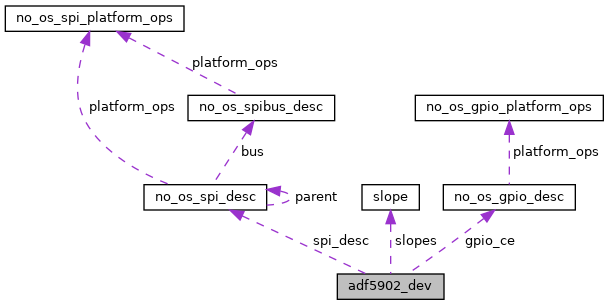 no_os_spi_platform_ops
platform_ops
no_os_spibus_desc
no_os_gpio_platform_ops
platform_ops
bus
platform_ops
no_os_spi_desc
parent
slope
no_os_gpio_desc
spi_desc
slopes
gpio_ce
adf5902_dev